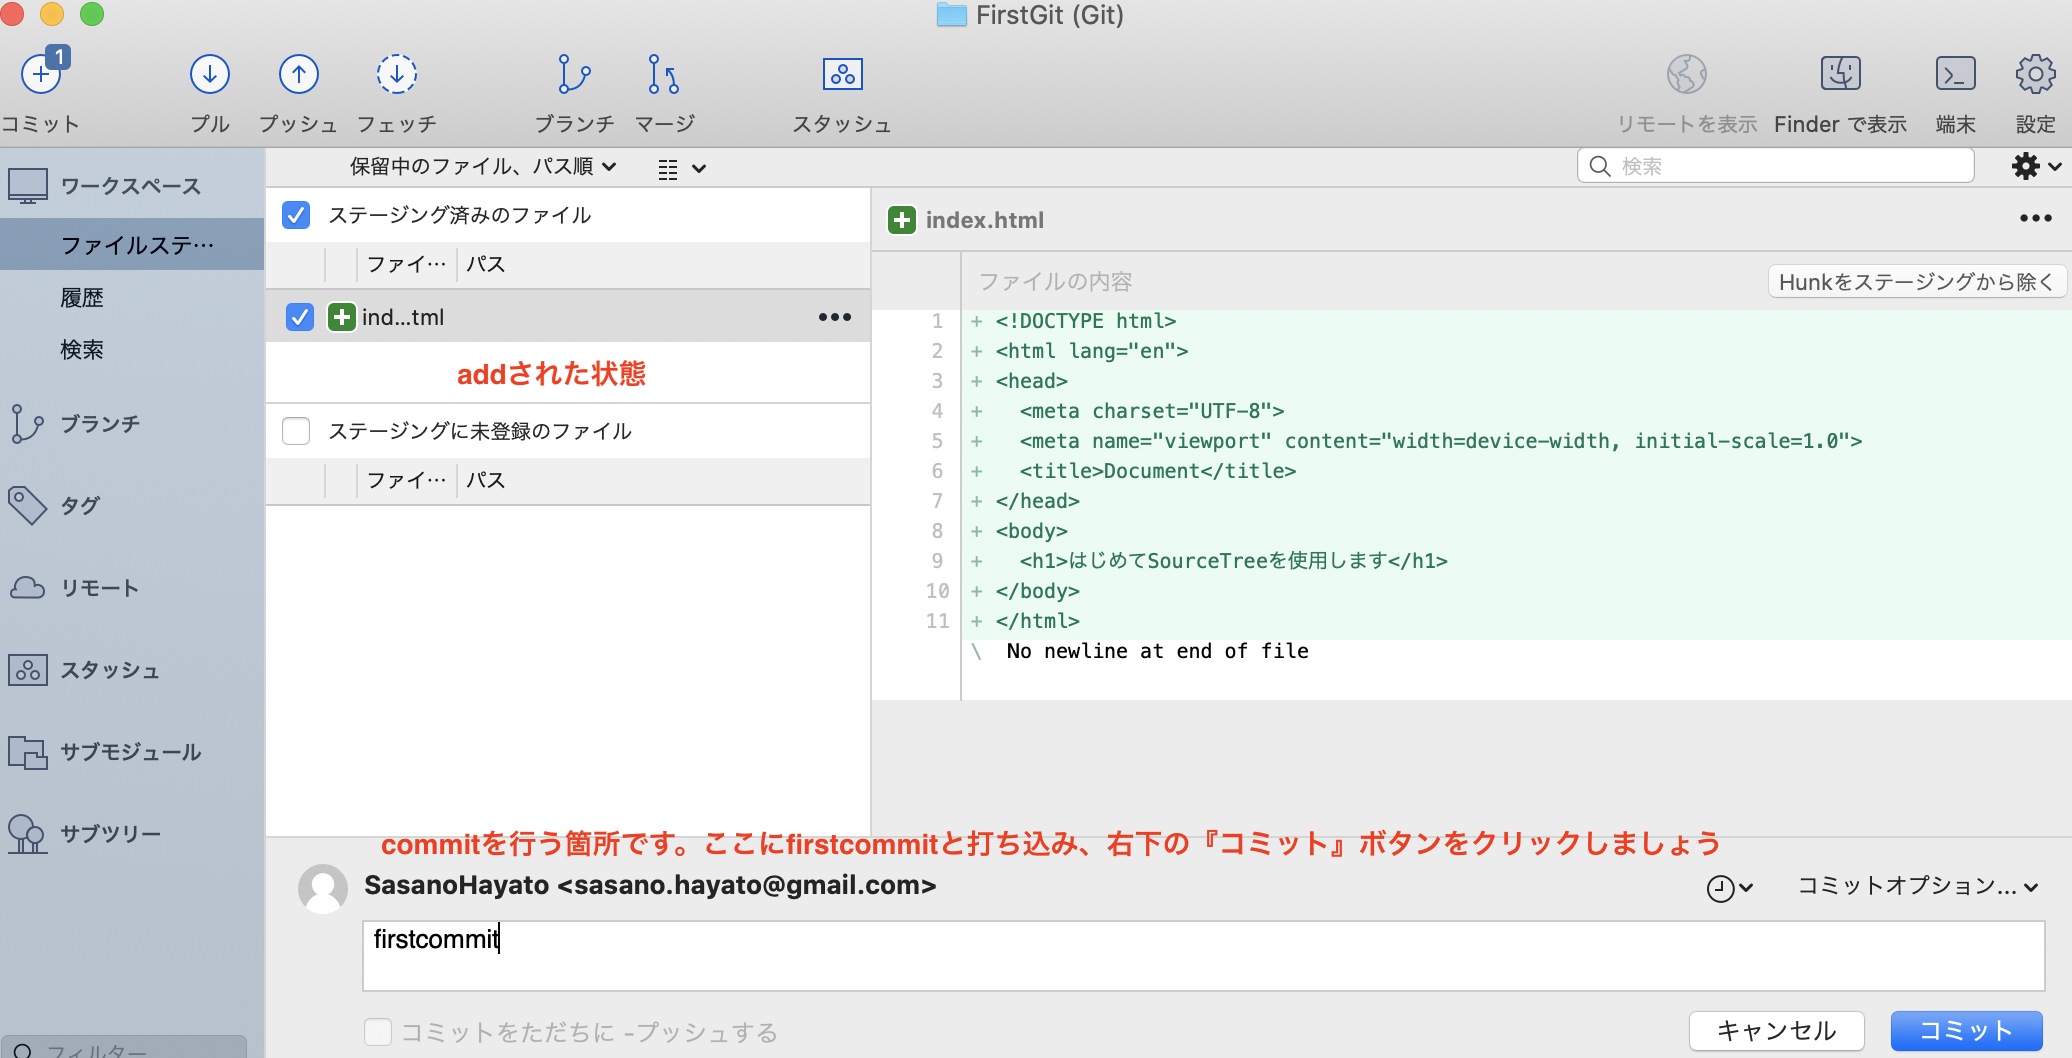 FirstGit (Git)
1
コミット プル プッシュ フェッチ ブランチ マージ スタッシュ リモートを表示 Finder で表示 端末 設定
ワークスペース
ファイルステ…
履歴
検索
ブランチ
タグ
リモート
スタッシュ
サブモジュール
サブツリー
フィルター
保留中のファイル、パス順
検索
ステージング済みのファイル
ファイ… パス
ind...tml
addされた状態
ステージングに未登録のファイル
ファイ… パス
index.html
ファイルの内容 Hunkをステージングから除く
1 + <!DOCTYPE html>
2 + <html lang="en">
3 + <head>
4 + <meta charset="UTF-8">
5 + <meta name="viewport" content="width=device-width, initial-scale=1.0">
6 + <title>Document</title>
7 + </head>
8 + <body>
9 + <h1>はじめてSourceTreeを使用します</h1>
10 + </body>
11 + </html>
\ No newline at end of file
commitを行う箇所です。ここにfirstcommitと打ち込み、右下の『コミット』ボタンをクリックしましょう
SasanoHayato <sasano.hayato@gmail.com>
コミットオプション...
firstcommit
コミットをただちに -プッシュする
キャンセル コミット